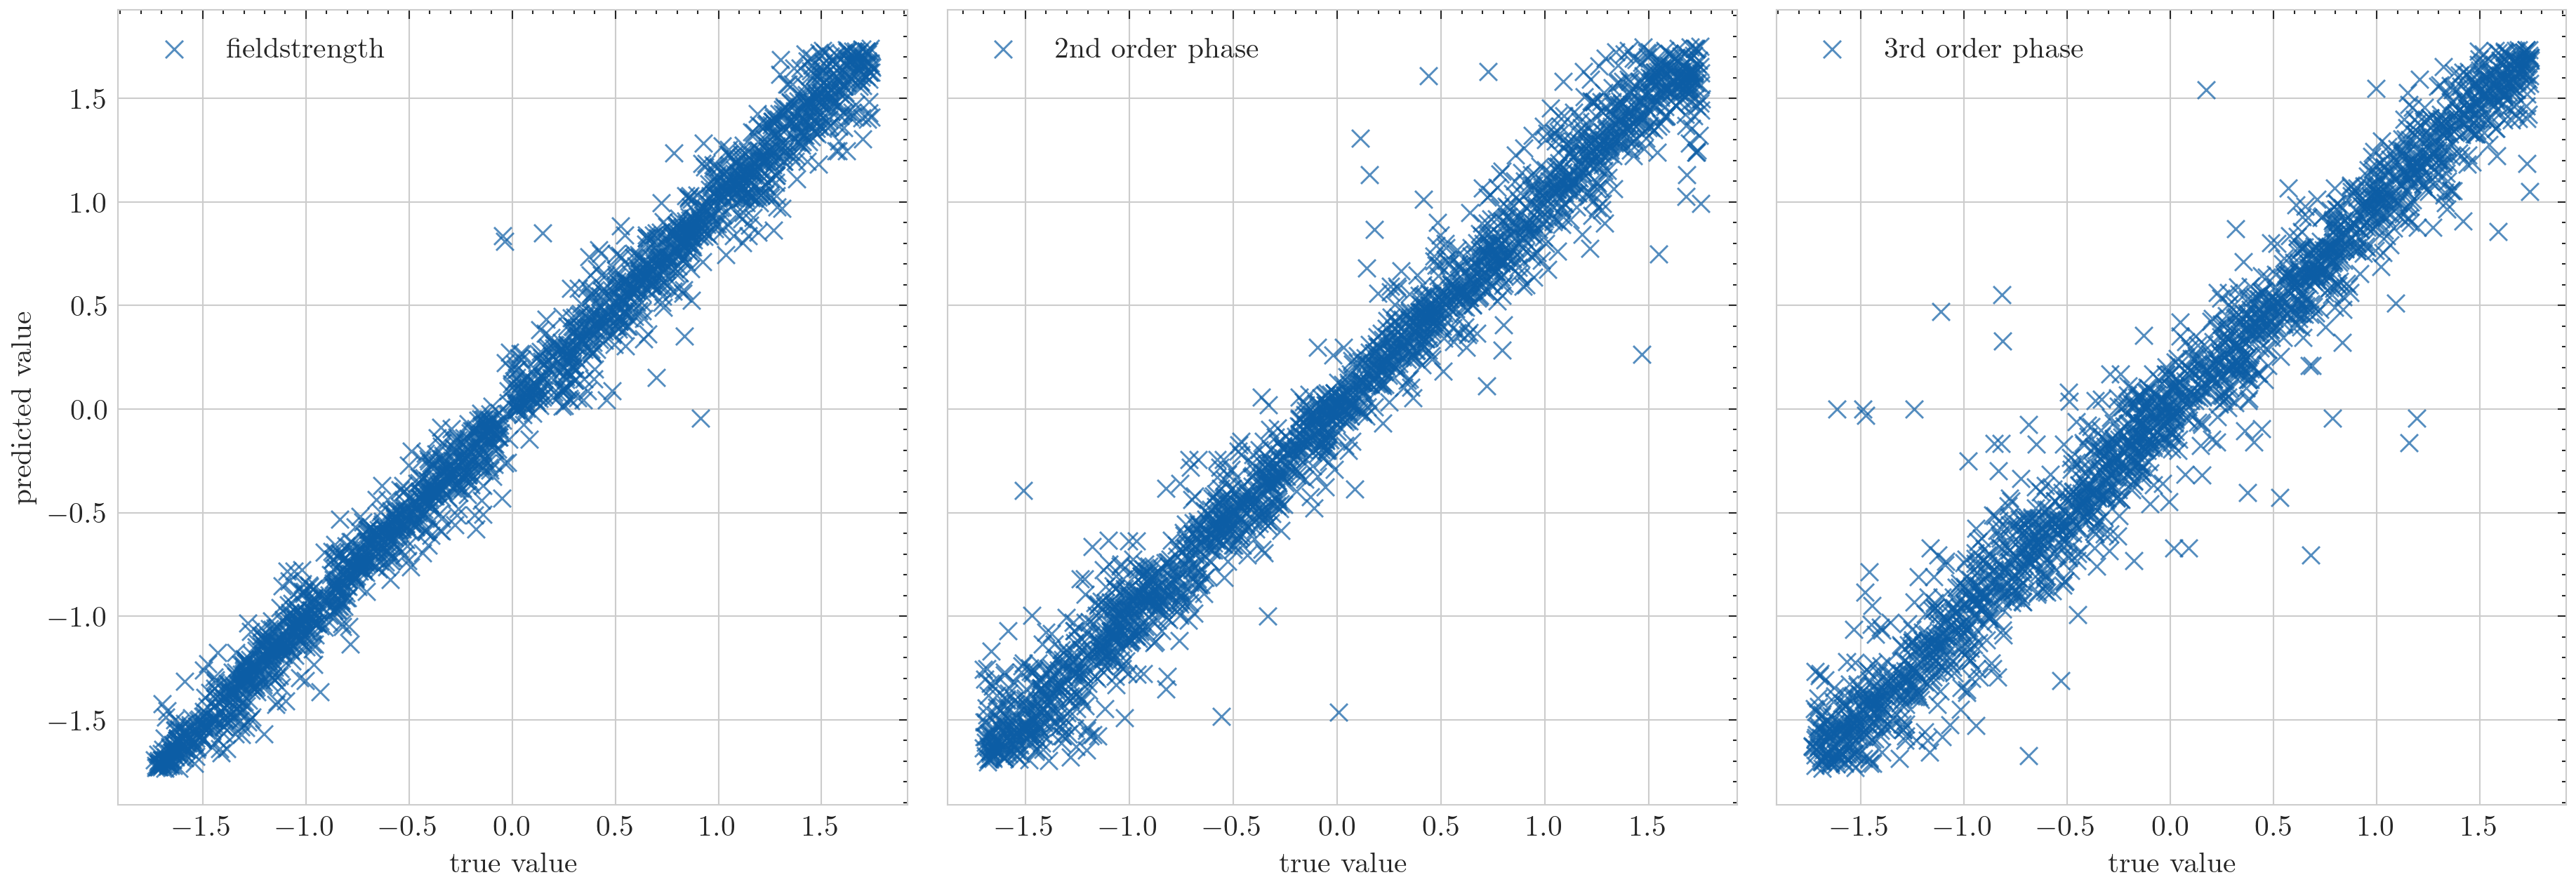 fieldstrength
2nd order phase
3rd order phase
1.5
1.0
0.5
0.0
−0.5
−1.0
−1.5
predicted value
−1.5 −1.0 −0.5 0.0 0.5 1.0 1.5
−1.5 −1.0 −0.5 0.0 0.5 1.0 1.5
−1.5 −1.0 −0.5 0.0 0.5 1.0 1.5
true value
true value
true value